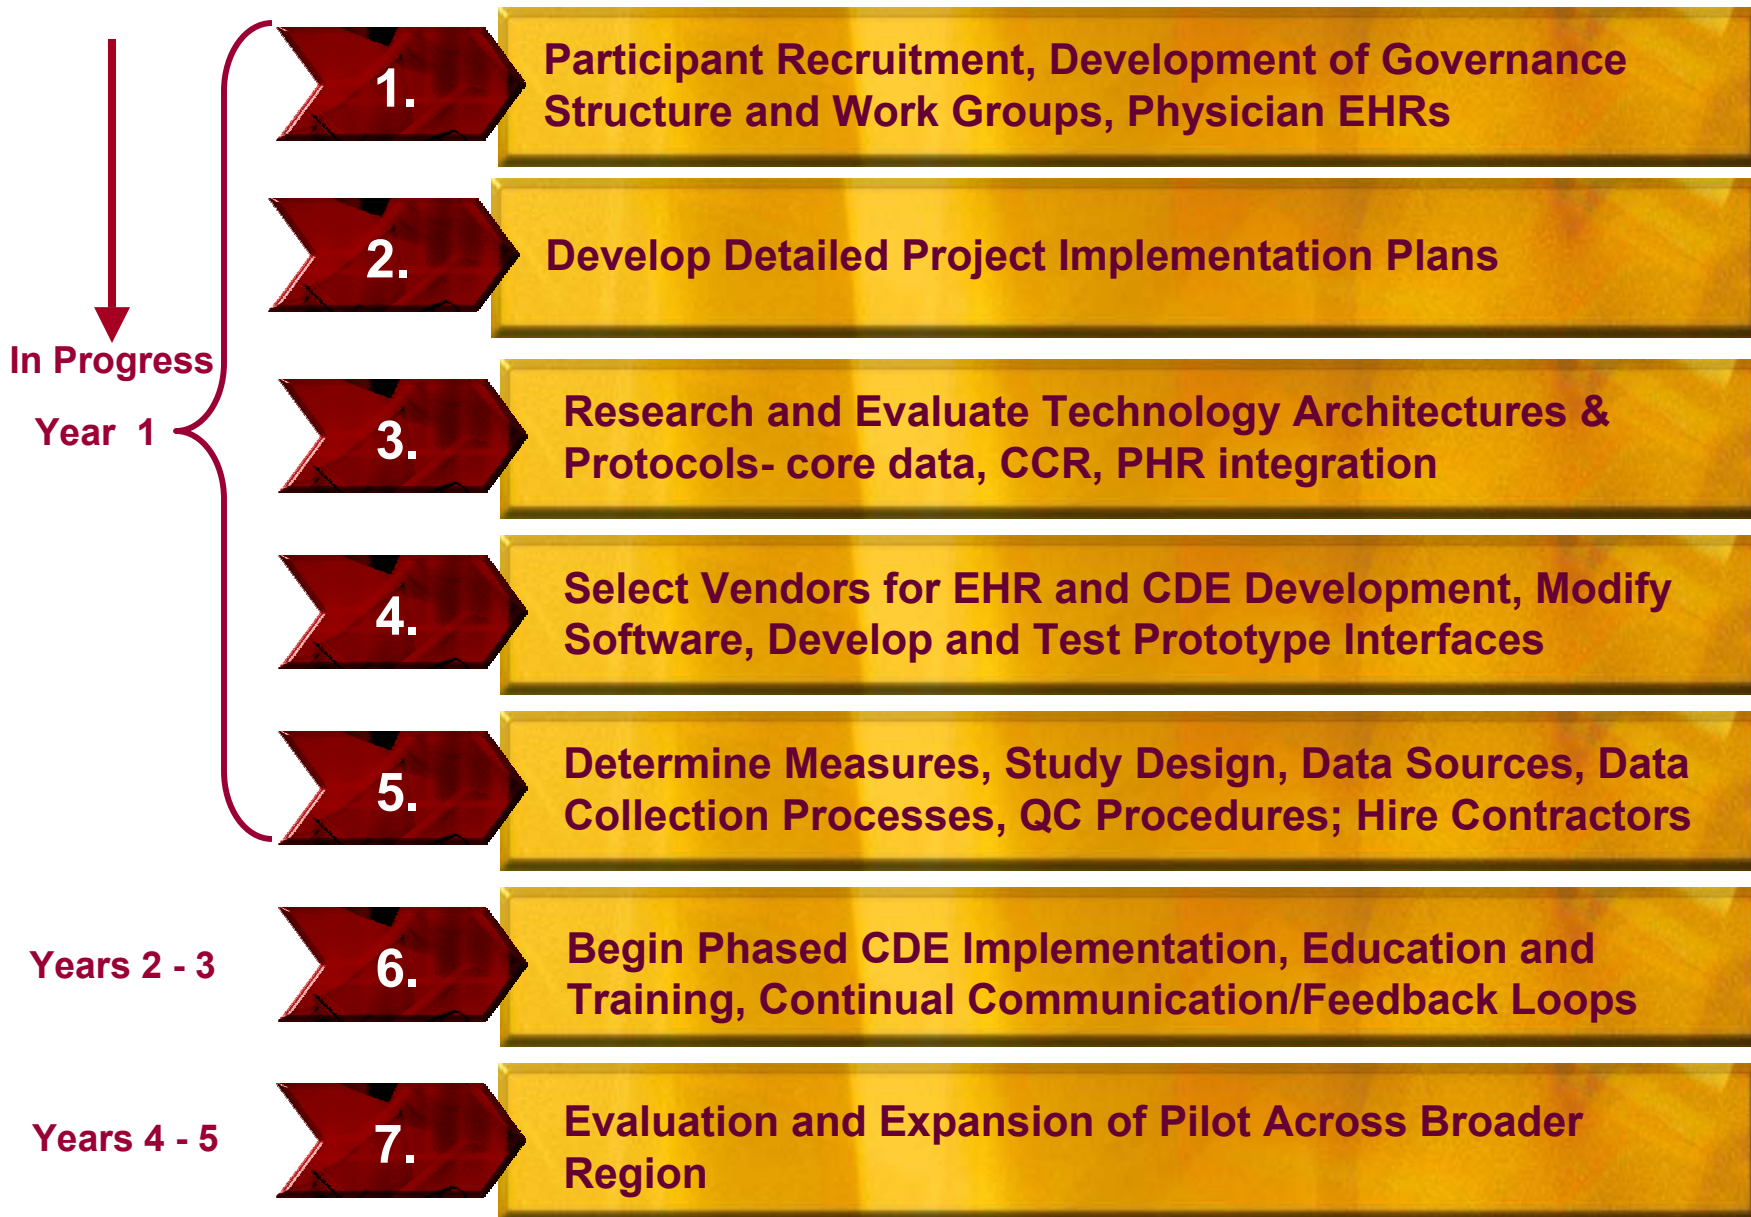 1.
Participant Recruitment, Development of Governance
Structure and Work Groups, Physician EHRs
2.
Develop Detailed Project Implementation Plans
In Progress
Year 1
3.
Research and Evaluate Technology Architectures &
Protocols- core data, CCR, PHR integration
4.
Select Vendors for EHR and CDE Development, Modify
Software, Develop and Test Prototype Interfaces
5.
Determine Measures, Study Design, Data Sources, Data
Collection Processes, QC Procedures; Hire Contractors
Years 2 - 3
6.
Begin Phased CDE Implementation, Education and
Training, Continual Communication/Feedback Loops
Years 4 - 5
7.
Evaluation and Expansion of Pilot Across Broader
Region